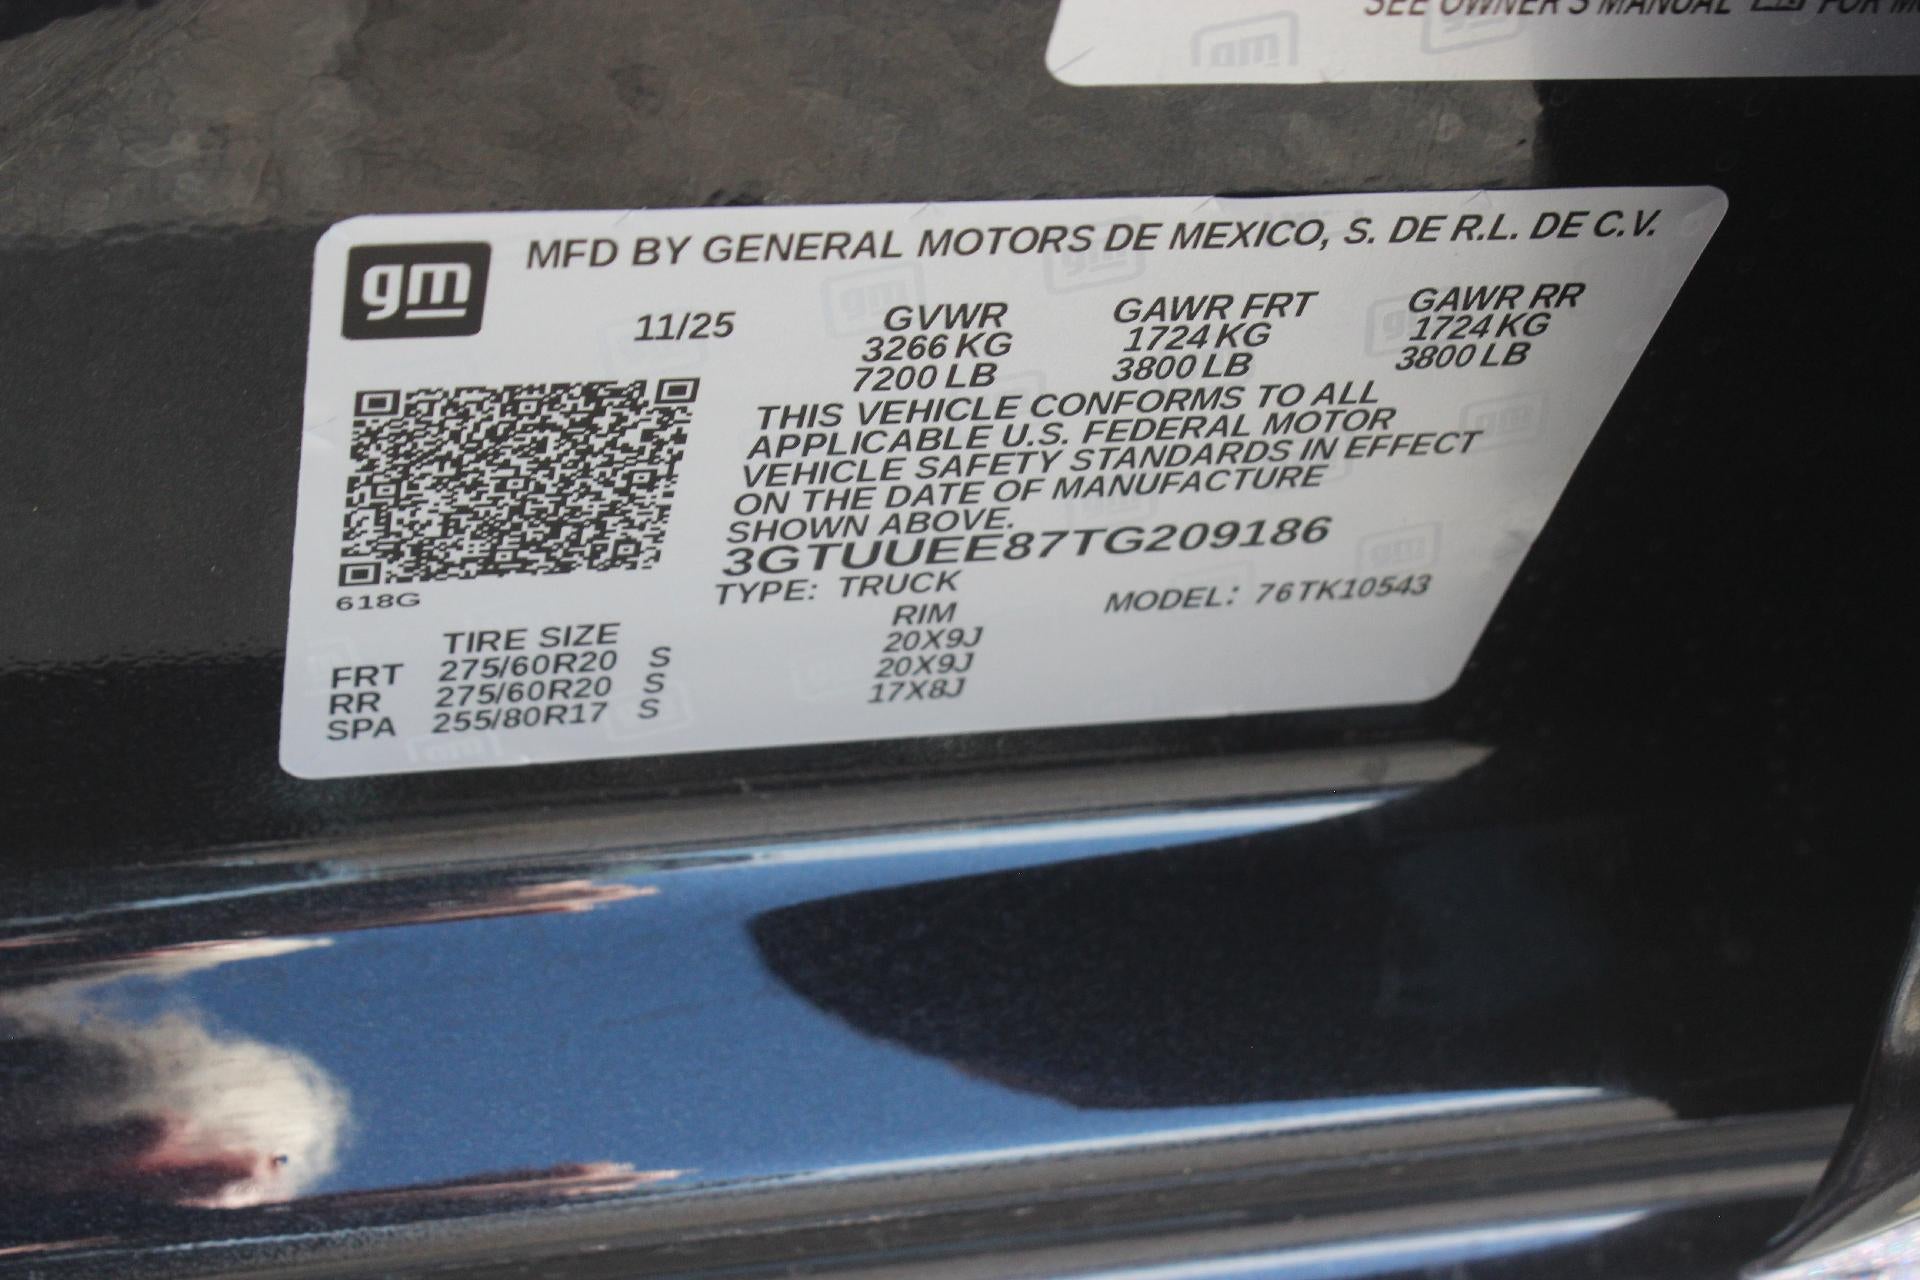 SEE OWNER'S MANUAL FOR
gm
MFD BY GENERAL MOTORS DE MEXICO, S. DE R.L. DE C.V.
11/25 GVWR GAWR FRT GAWR RR
3266 KG 1724 KG 1724 KG
7200 LB 3800 LB 3800 LB
THIS VEHICLE CONFORMS TO ALL
APPLICABLE U.S. FEDERAL MOTOR
VEHICLE SAFETY STANDARDS IN EFFECT
ON THE DATE OF MANUFACTURE
SHOWN ABOVE.
3GTUUEE87TG209186
TYPE: TRUCK MODEL: 76TK10543
618G
TIRE SIZE RIM
FRT 275/60R20 S 20X9J
RR 275/60R20 S 20X9J
SPA 255/80R17 S 17X8J